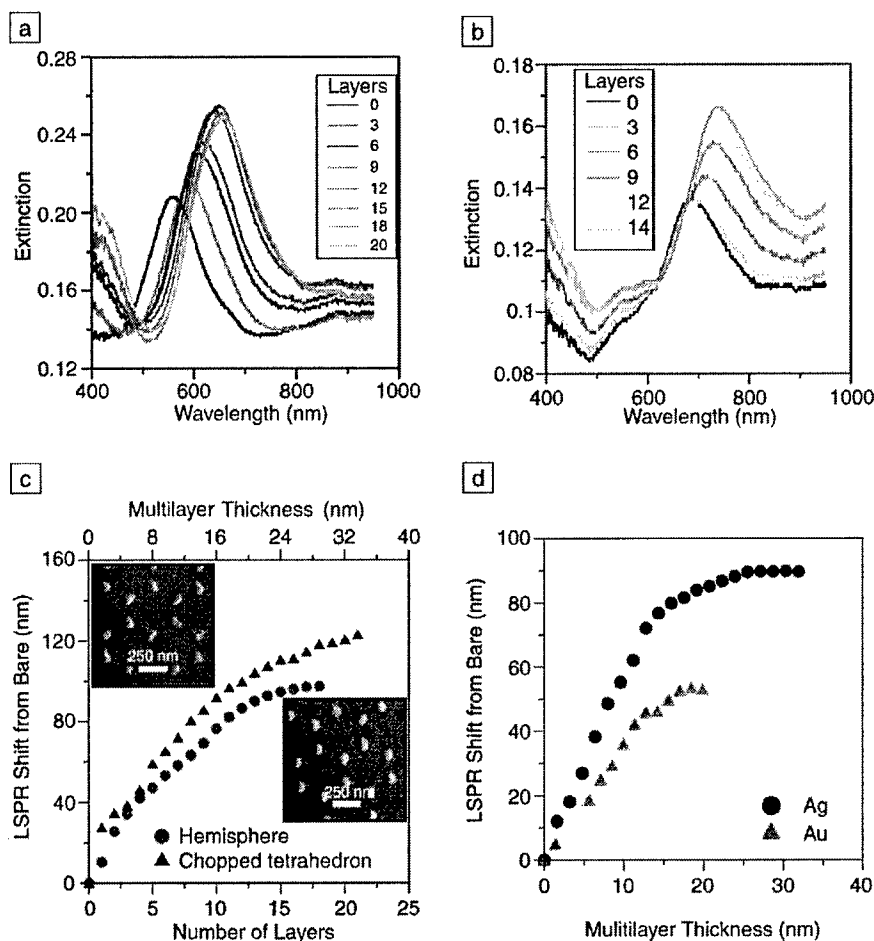 a
0.28
0.24
0.20
0.16
0.12
Extinction
400
600
800
1000
Wavelength (nm)
Layers
0
3
6
9
12
15
18
20
b
0.18
0.16
0.14
0.12
0.1
0.08
Extinction
400
600
800
1000
Wavelength (nm)
Layers
0
3
6
9
12
14
c
Multilayer Thickness (nm)
0
8
16
24
32
40
160
120
80
40
0
LSPR Shift from Bare (nm)
250 nm
250 nm
Hemisphere
Chopped tetrahedron
0
5
10
15
20
25
Number of Layers
d
100
80
60
40
20
0
LSPR Shift from Bare (nm)
Ag
Au
0
10
20
30
40
Mulitilayer Thickness (nm)